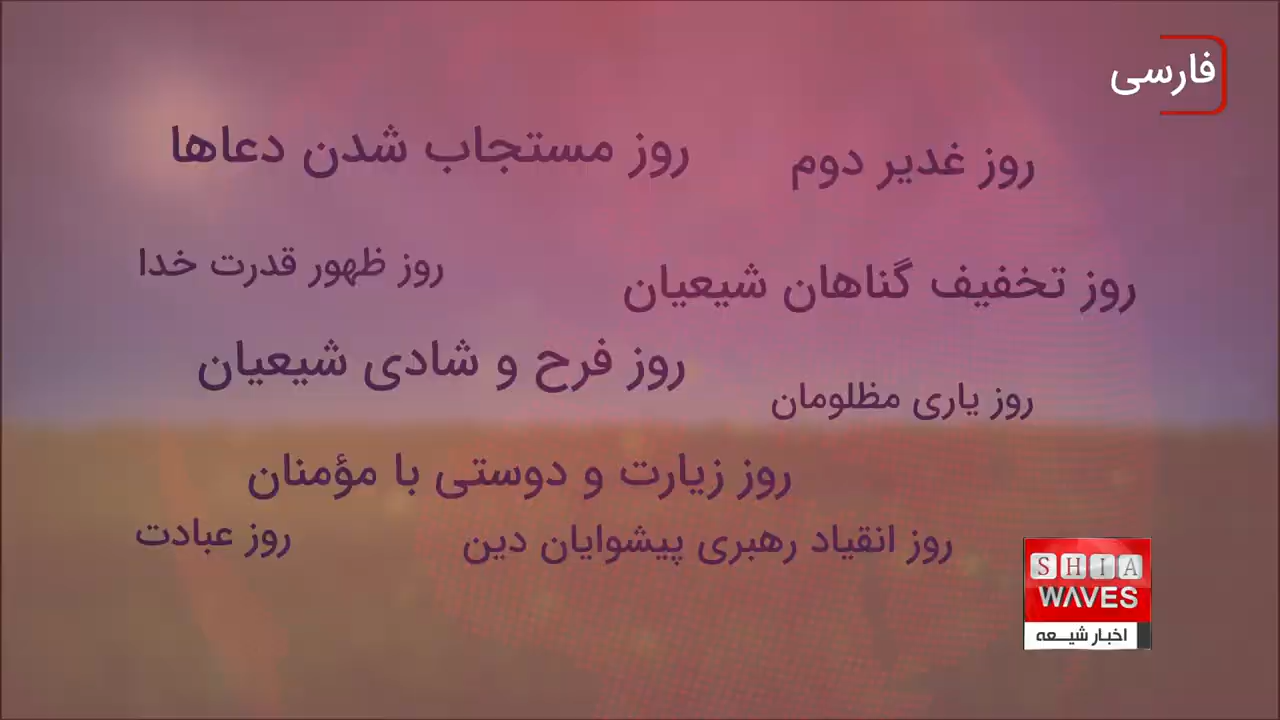 فارسی
روز غدیر دوم
روز مستجاب شدن دعاها
روز تخفیف گناهان شیعیان
روز ظهور قدرت خدا
روز فرح و شادی شیعیان
روز یاری مظلومان
روز زیارت و دوستی با مؤمنان
روز انقیاد رهبری پیشوایان دین
روز عبادت
SHIA
WAVES
اخبار شیعه